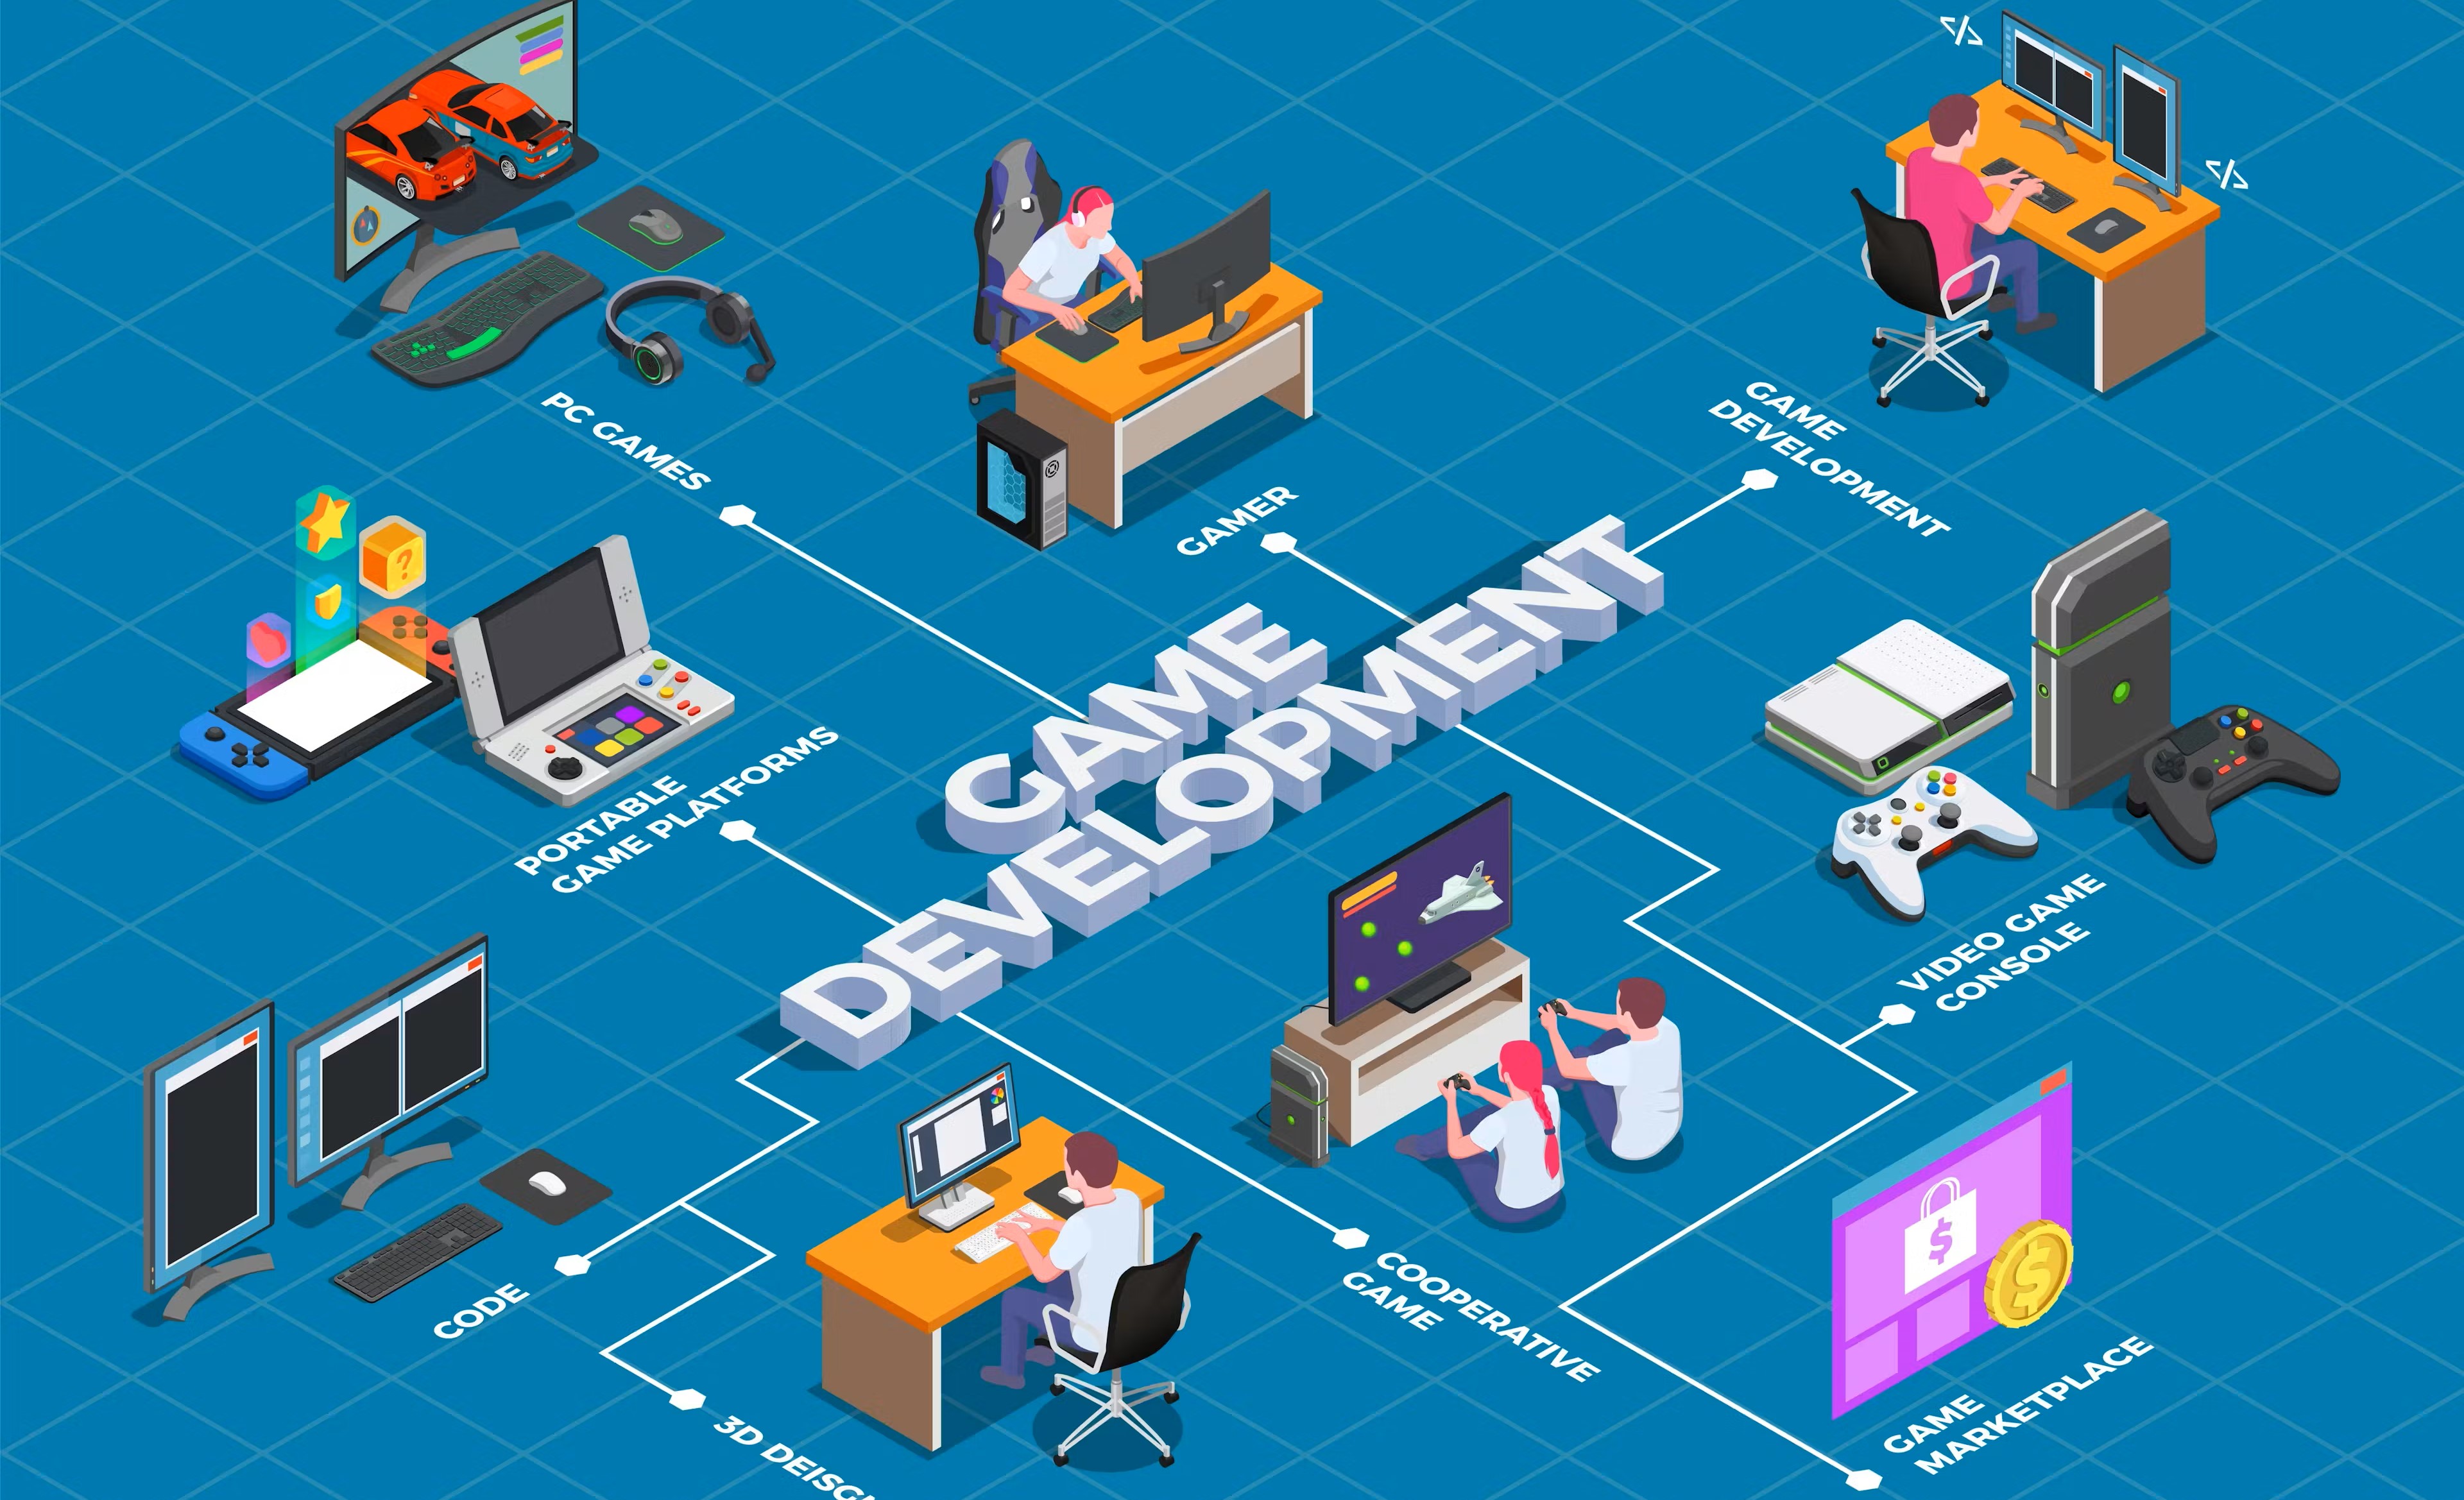 </>
</>
PC GAMES
GAMER
GAME
DEVELOPMENT
GAME
DEVELOPMENT
?
PORTABLE
GAME PLATFORMS
VIDEO GAME
CONSOLE
CODE
COOPERATIVE
GAME
$
$
GAME
MARKETPLACE
3D DEISG